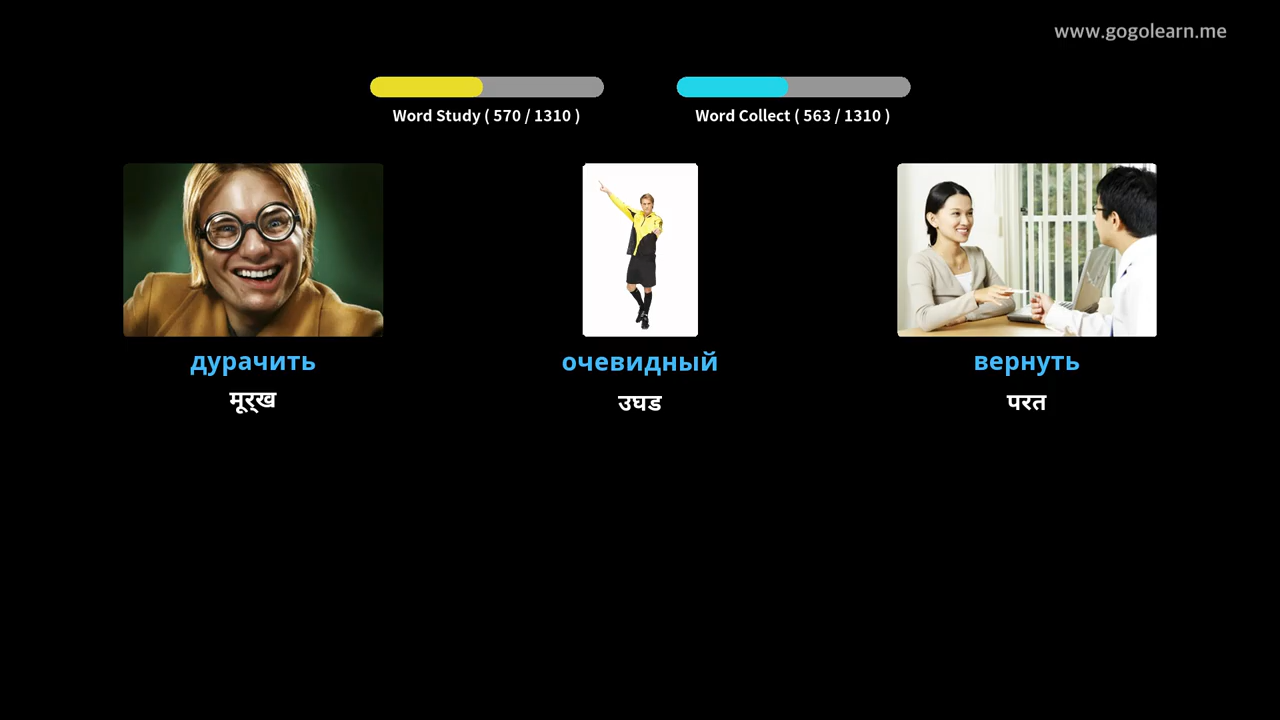 www.gogolearn.me
Word Study ( 570 / 1310 )
Word Collect ( 563 / 1310 )
дурачить
очевидный
вернуть
मूर्ख
उघड
परत